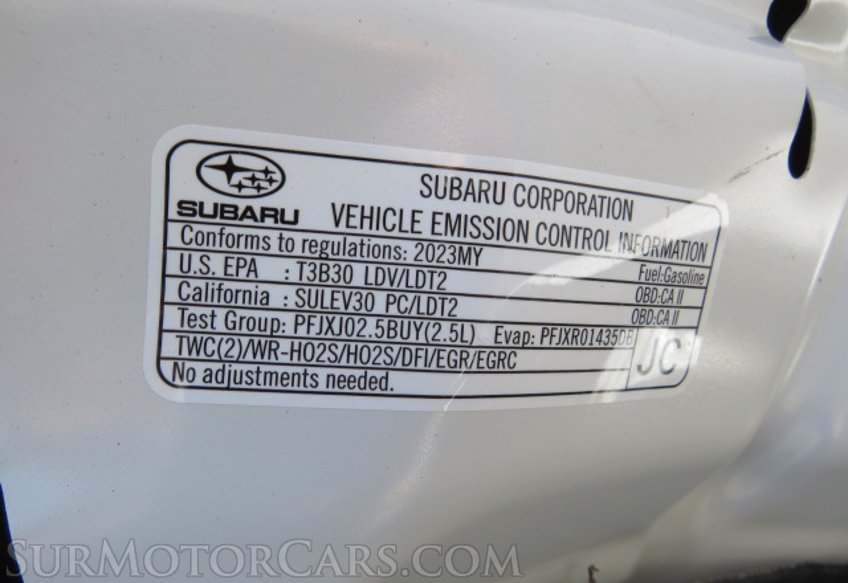 SUBARU
SUBARU CORPORATION
VEHICLE EMISSION CONTROL INFORMATION
Conforms to regulations: 2023MY
Fuel:Gasoline
U.S. EPA : T3B30 LDV/LDT2
OBD:CA II
California : SULEV30 PC/LDT2
OBD:CA II
Test Group: PFJXJ02.5BUY(2.5L) Evap: PFJXR01435DB
TWC(2)/WR-HO2S/HO2S/DFI/EGR/EGRC
JC
No adjustments needed.
SURMOTORCARS.COM